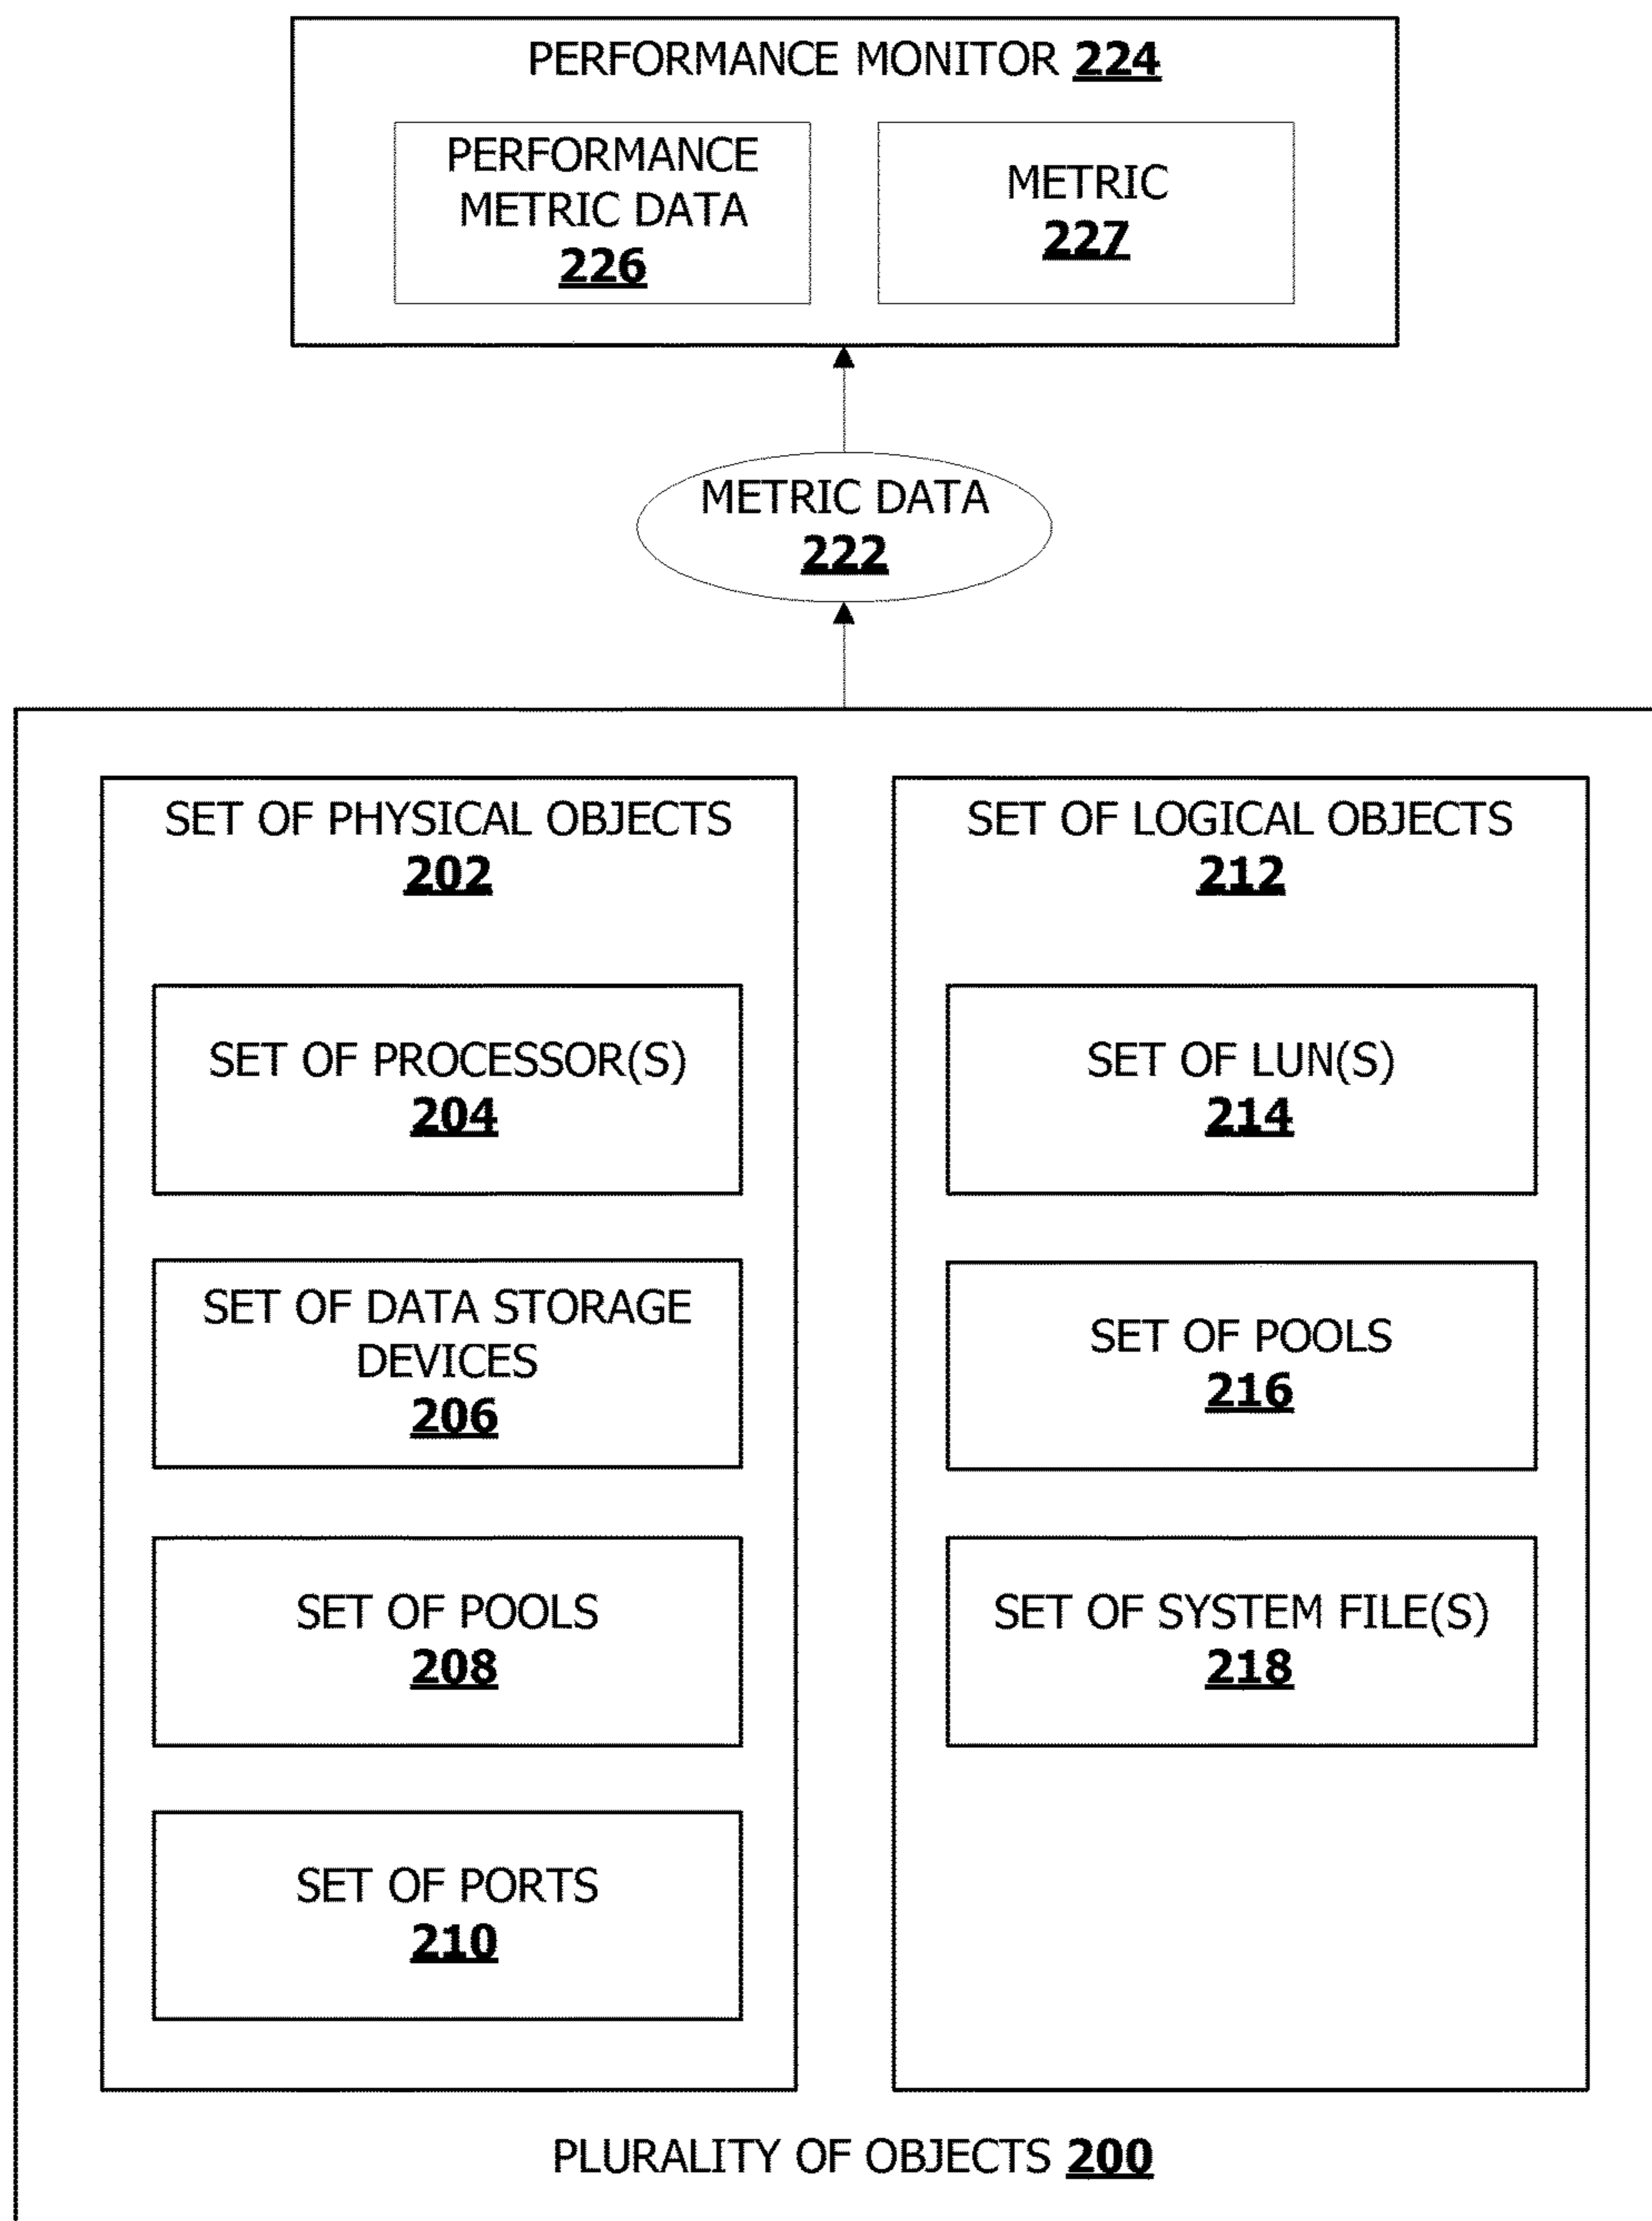 PERFORMANCE MONITOR 224
PERFORMANCE
METRIC DATA
226
METRIC
227
METRIC DATA
222
SET OF PHYSICAL OBJECTS
202
SET OF PROCESSOR(S)
204
SET OF DATA STORAGE
DEVICES
206
SET OF POOLS
208
SET OF PORTS
210
SET OF LOGICAL OBJECTS
212
SET OF LUN(S)
214
SET OF POOLS
216
SET OF SYSTEM FILE(S)
218
PLURALITY OF OBJECTS 200